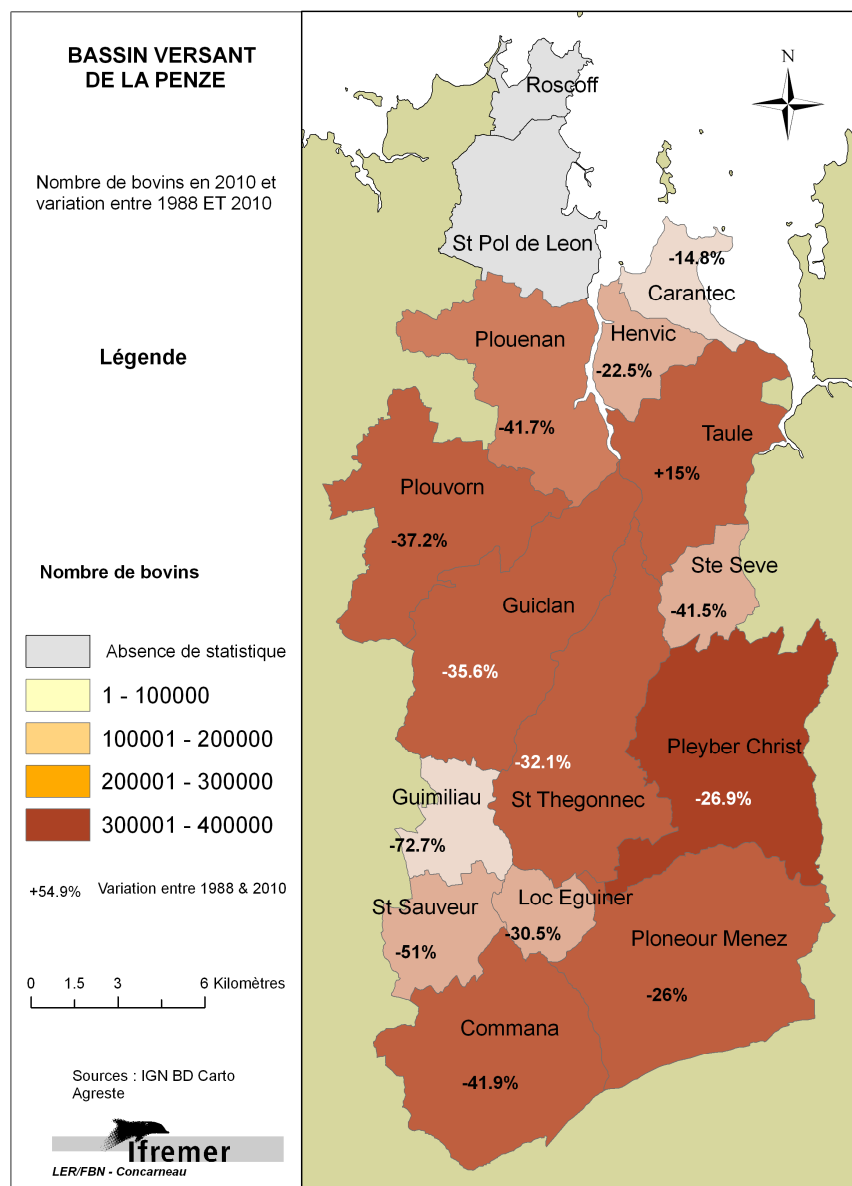 BASSIN VERSANT
DE LA PENZE
Nombre de bovins en 2010 et
variation entre 1988 ET 2010
Légende
Nombre de bovins
Absence de statistique
1 - 100000
100001 - 200000
200001 - 300000
300001 - 400000
+54.9% Variation entre 1988 & 2010
0 1.5 3 6 Kilomètres
Sources : IGN BD Carto
Agreste
Ifremer
LER/FBN - Concarneau
N
Roscoff
St Pol de Leon
-14.8%
Carantec
Plouenan
-41.7%
Henvic
-22.5%
Taule
+15%
Plouvorn
-37.2%
Ste Seve
-41.5%
Guiclan
-35.6%
Pleyber Christ
-26.9%
-32.1%
St Thegonnec
Guimiliau
-72.7%
St Sauveur
-51%
Loc Eguiner
-30.5%
Ploneour Menez
-26%
Commana
-41.9%